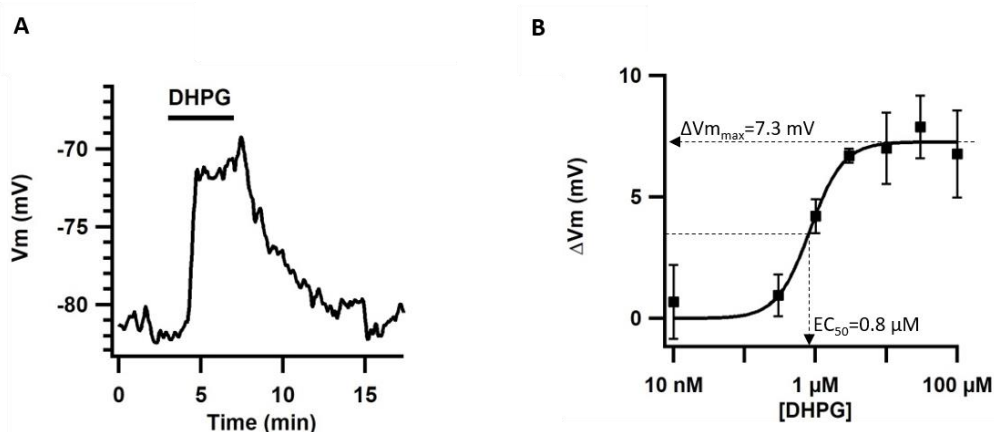 A
DHPG
-70
-75
-80
Vm (mV)
0 5 10 15
Time (min)
B
10
5
0
ΔVm (mV)
ΔVmmax=7.3 mV
EC50=0.8 µM
10 nM 1 µM 100 µM
[DHPG]